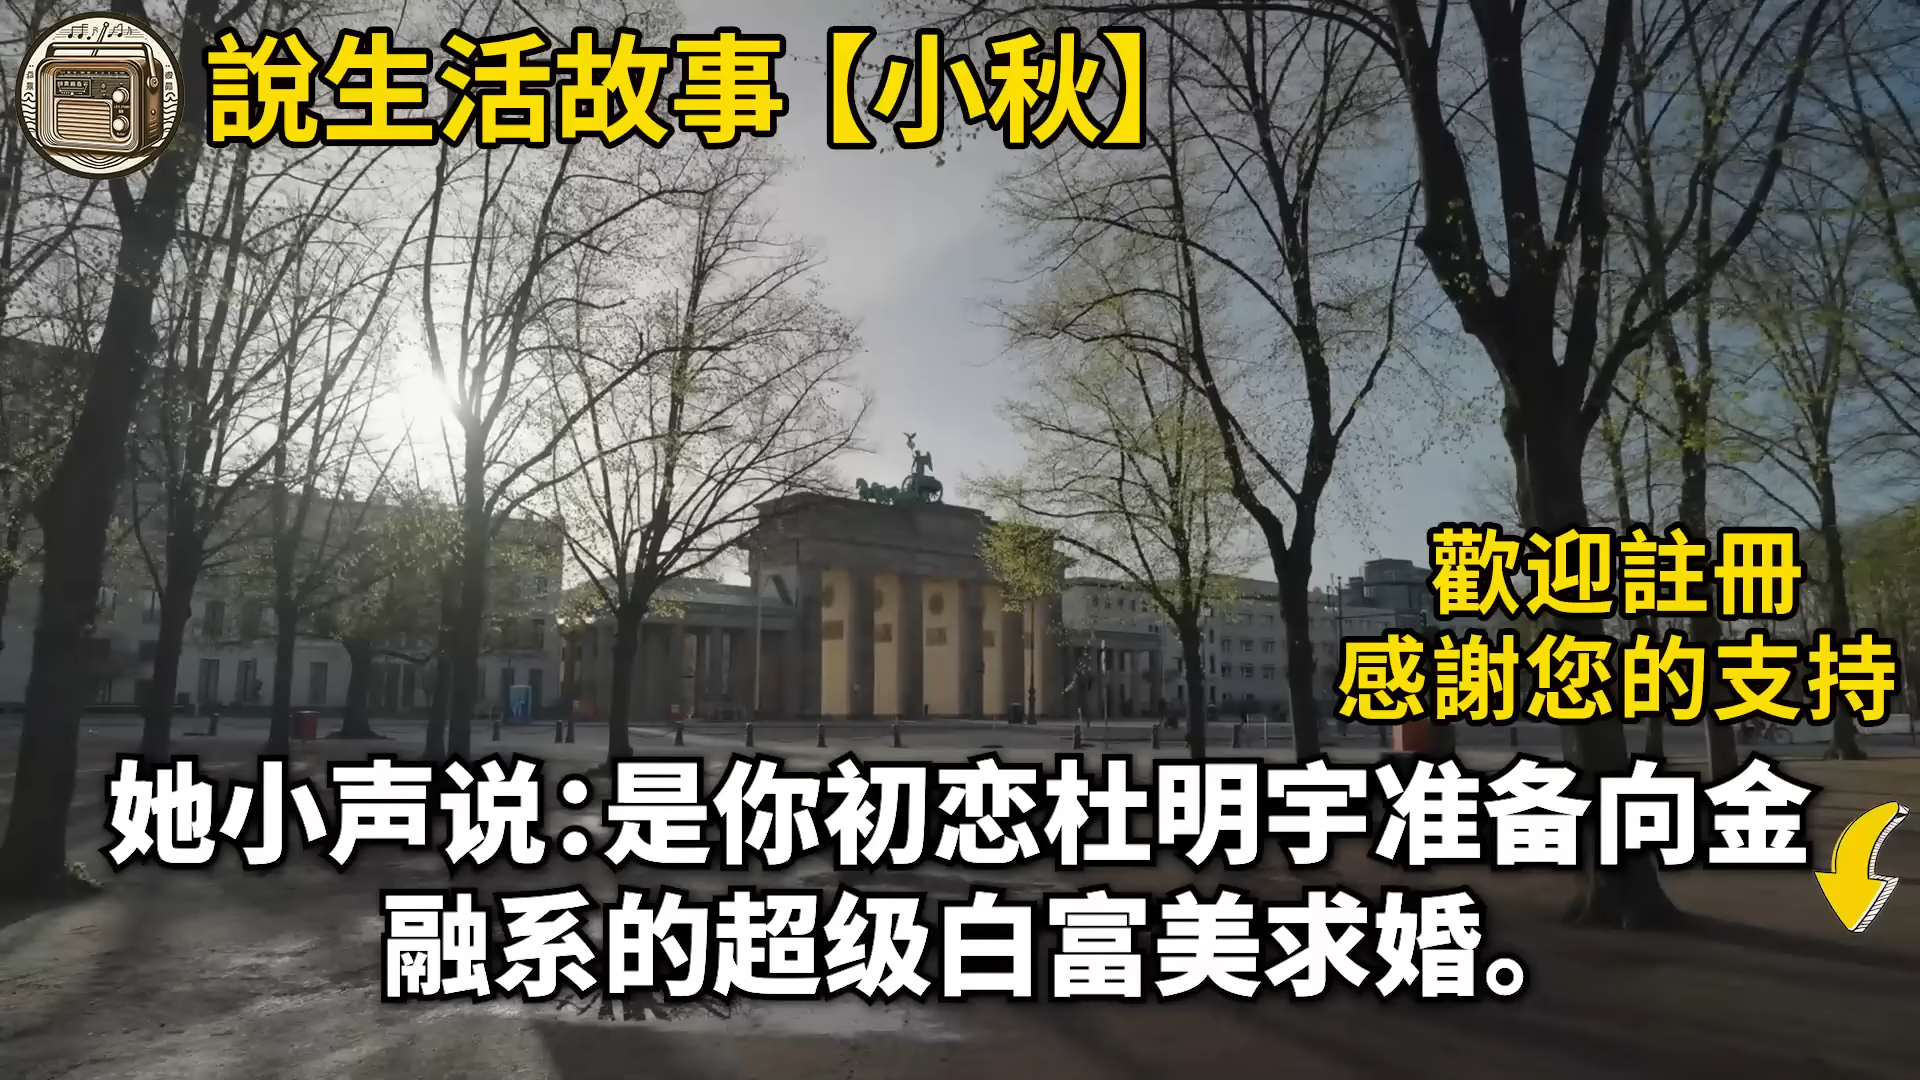 說生活故事【小秋】
歡迎註冊
感謝您的支持
她小声说：是你初恋杜明宇准备向金
融系的超级白富美求婚。